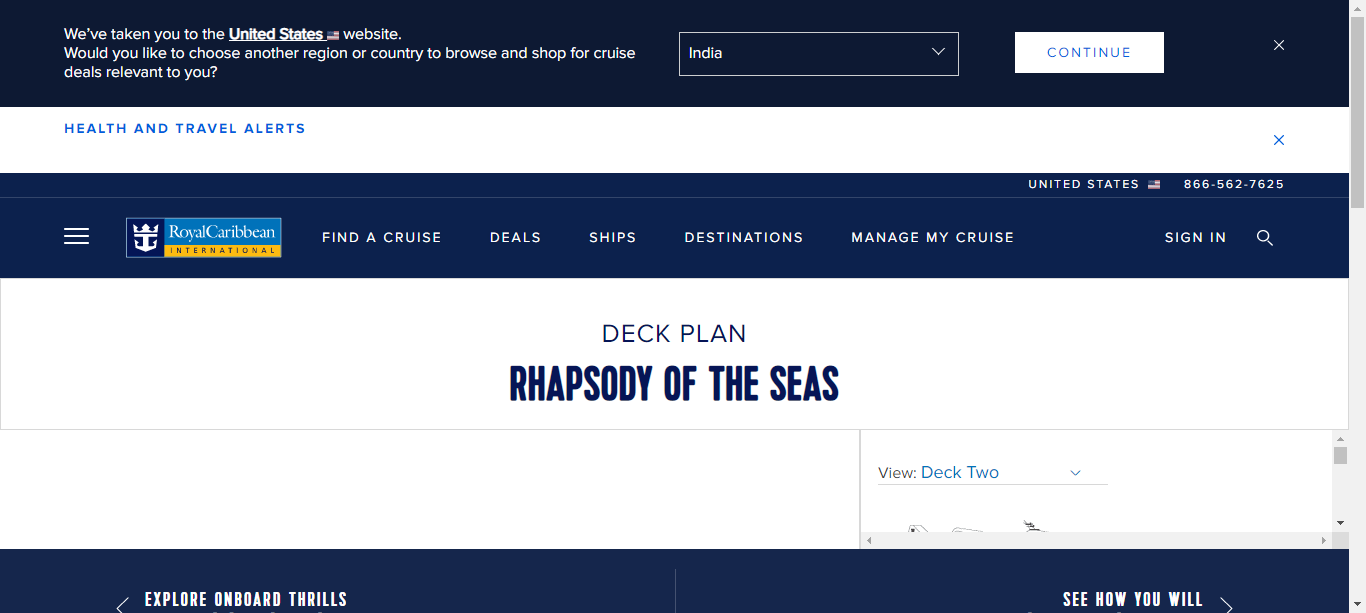 We've taken you to the United States website.
Would you like to choose another region or country to browse and shop for cruise
deals relevant to you?
India
CONTINUE
HEALTH AND TRAVEL ALERTS
UNITED STATES 866-562-7625
RoyalCaribbean
INTERNATIONAL
FIND A CRUISE DEALS SHIPS DESTINATIONS MANAGE MY CRUISE SIGN IN
DECK PLAN
RHAPSODY OF THE SEAS
View: Deck Two
EXPLORE ONBOARD THRILLS
SEE HOW YOU WILL